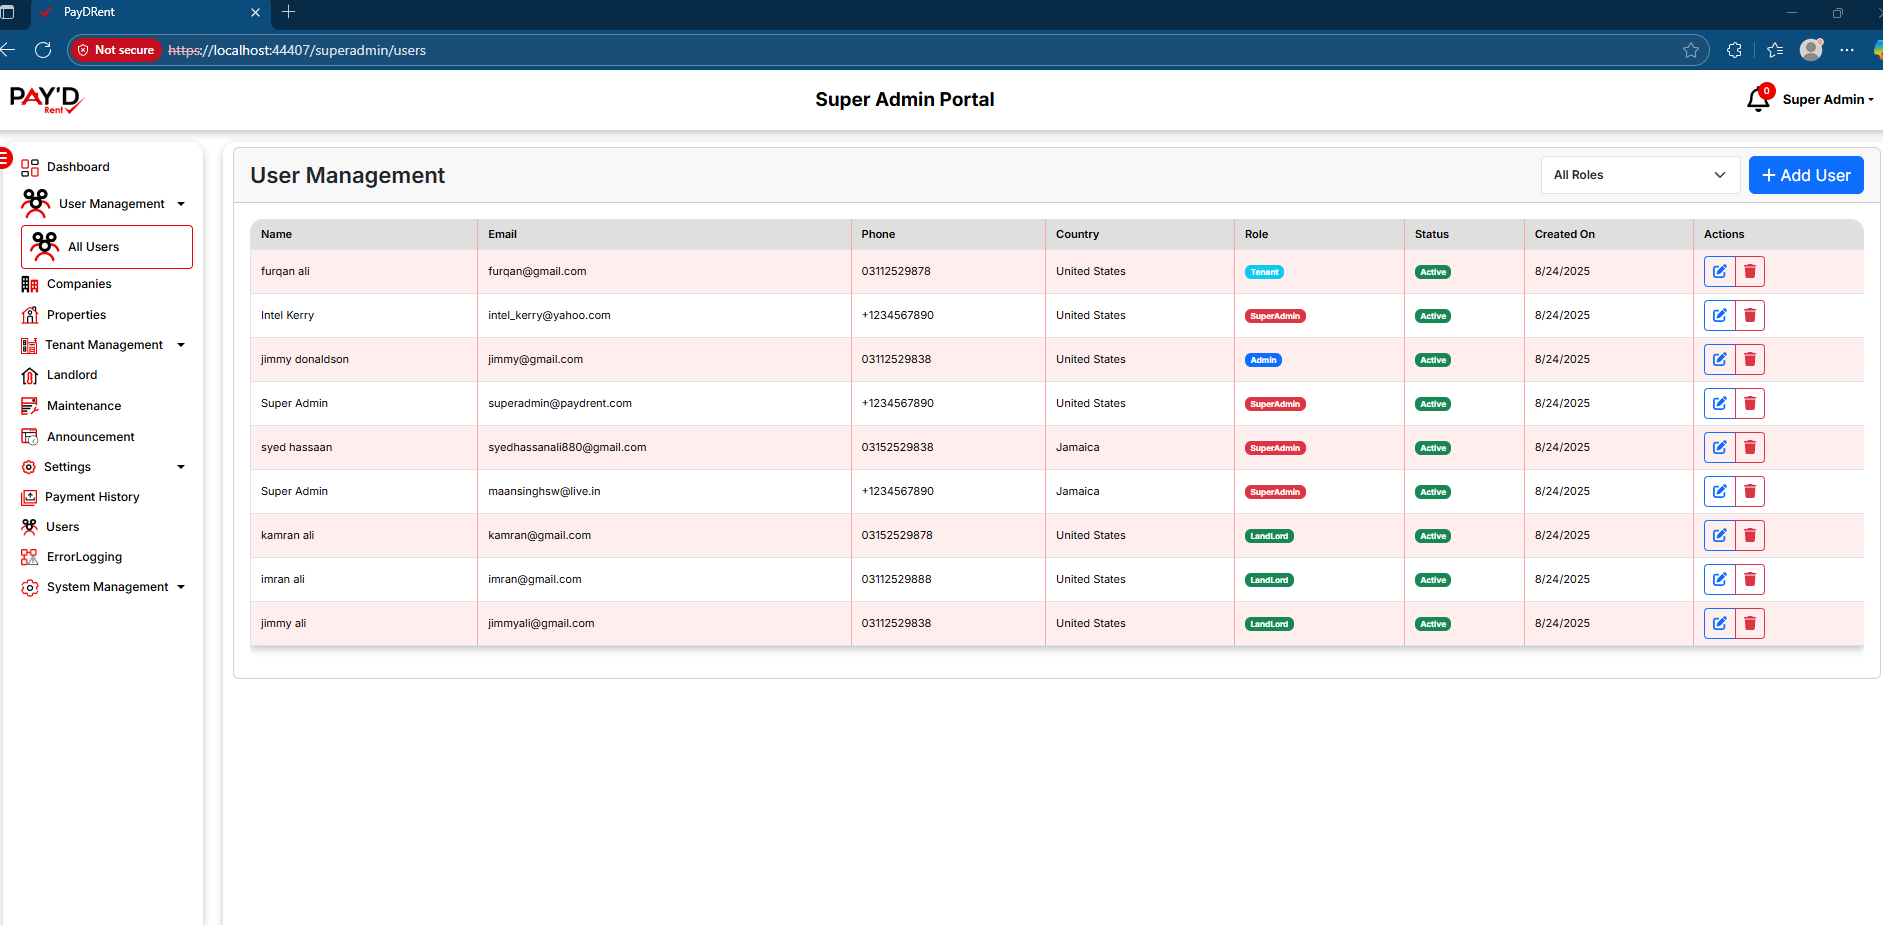 PayDRent
Not secure https://localhost:44407/superadmin/users
PAY'D
Rent
Super Admin Portal
0
Super Admin
Dashboard
User Management
All Users
Companies
Properties
Tenant Management
Landlord
Maintenance
Announcement
Settings
Payment History
Users
ErrorLogging
System Management
User Management
All Roles
+ Add User
Name Email Phone Country Role Status Created On Actions
furqan ali furqan@gmail.com 03112529878 United States Tenant Active 8/24/2025
Intel Kerry intel_kerry@yahoo.com +1234567890 United States SuperAdmin Active 8/24/2025
jimmy donaldson jimmy@gmail.com 03112529838 United States Admin Active 8/24/2025
Super Admin superadmin@paydrent.com +1234567890 United States SuperAdmin Active 8/24/2025
syed hassaan syedhassanali880@gmail.com 03152529838 Jamaica SuperAdmin Active 8/24/2025
Super Admin maansinghsw@live.in +1234567890 Jamaica SuperAdmin Active 8/24/2025
kamran ali kamran@gmail.com 03152529878 United States LandLord Active 8/24/2025
imran ali imran@gmail.com 03112529888 United States LandLord Active 8/24/2025
jimmy ali jimmyali@gmail.com 03112529838 United States LandLord Active 8/24/2025